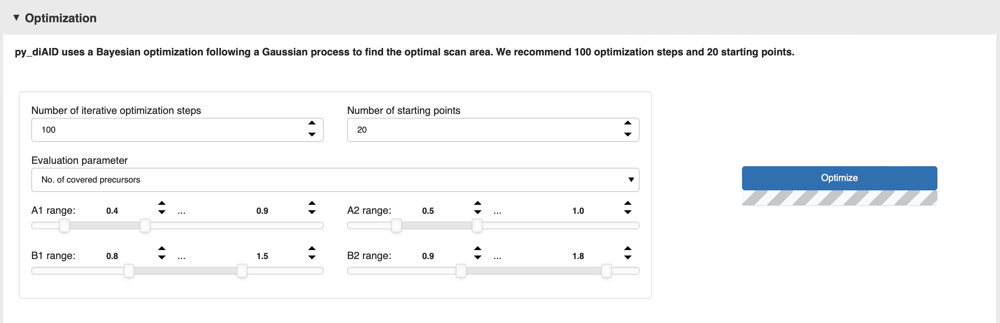 ▼ Optimization
py_diAID uses a Bayesian optimization following a Gaussian process to find the optimal scan area. We recommend 100 optimization steps and 20 starting points.
Number of iterative optimization steps
100
Number of starting points
20
Evaluation parameter
No. of covered precursors
Optimize
A1 range: 0.4 ... 0.9
A2 range: 0.5 ... 1.0
B1 range: 0.8 ... 1.5
B2 range: 0.9 ... 1.8